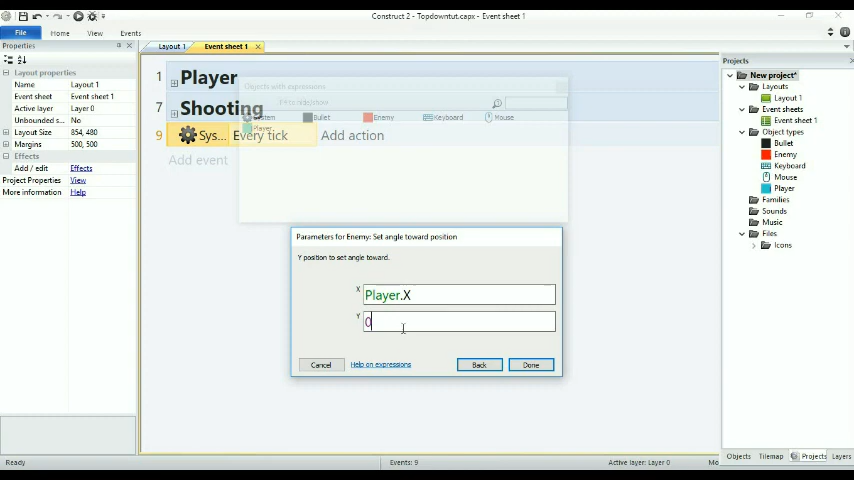 Construct 2 - Topdowntut.capx - Event sheet 1
File
Home
View
Events
Properties
Layout 1
Event sheet 1
Projects
Layout properties
Name Layout 1
Event sheet Event sheet 1
Active layer Layer 0
Unbounded s... No
Layout Size 854, 480
Margins 500, 500
Effects
Add / edit Effects
Project Properties View
More information Help
1 Player
7 Shooting
9 Sys... Every tick Add action
Add event
Objects with expressions
System Bullet Enemy Keyboard Mouse
Player
Parameters for Enemy: Set angle toward position
Y position to set angle toward.
X Player.X
Y 0
Cancel Help on expressions Back Done
New project*
Layouts
Layout 1
Event sheets
Event sheet 1
Object types
Bullet
Enemy
Keyboard
Mouse
Player
Families
Sounds
Music
Files
Icons
Objects Tilemap Projects Layers
Ready Events: 9 Active layer: Layer 0 Mo